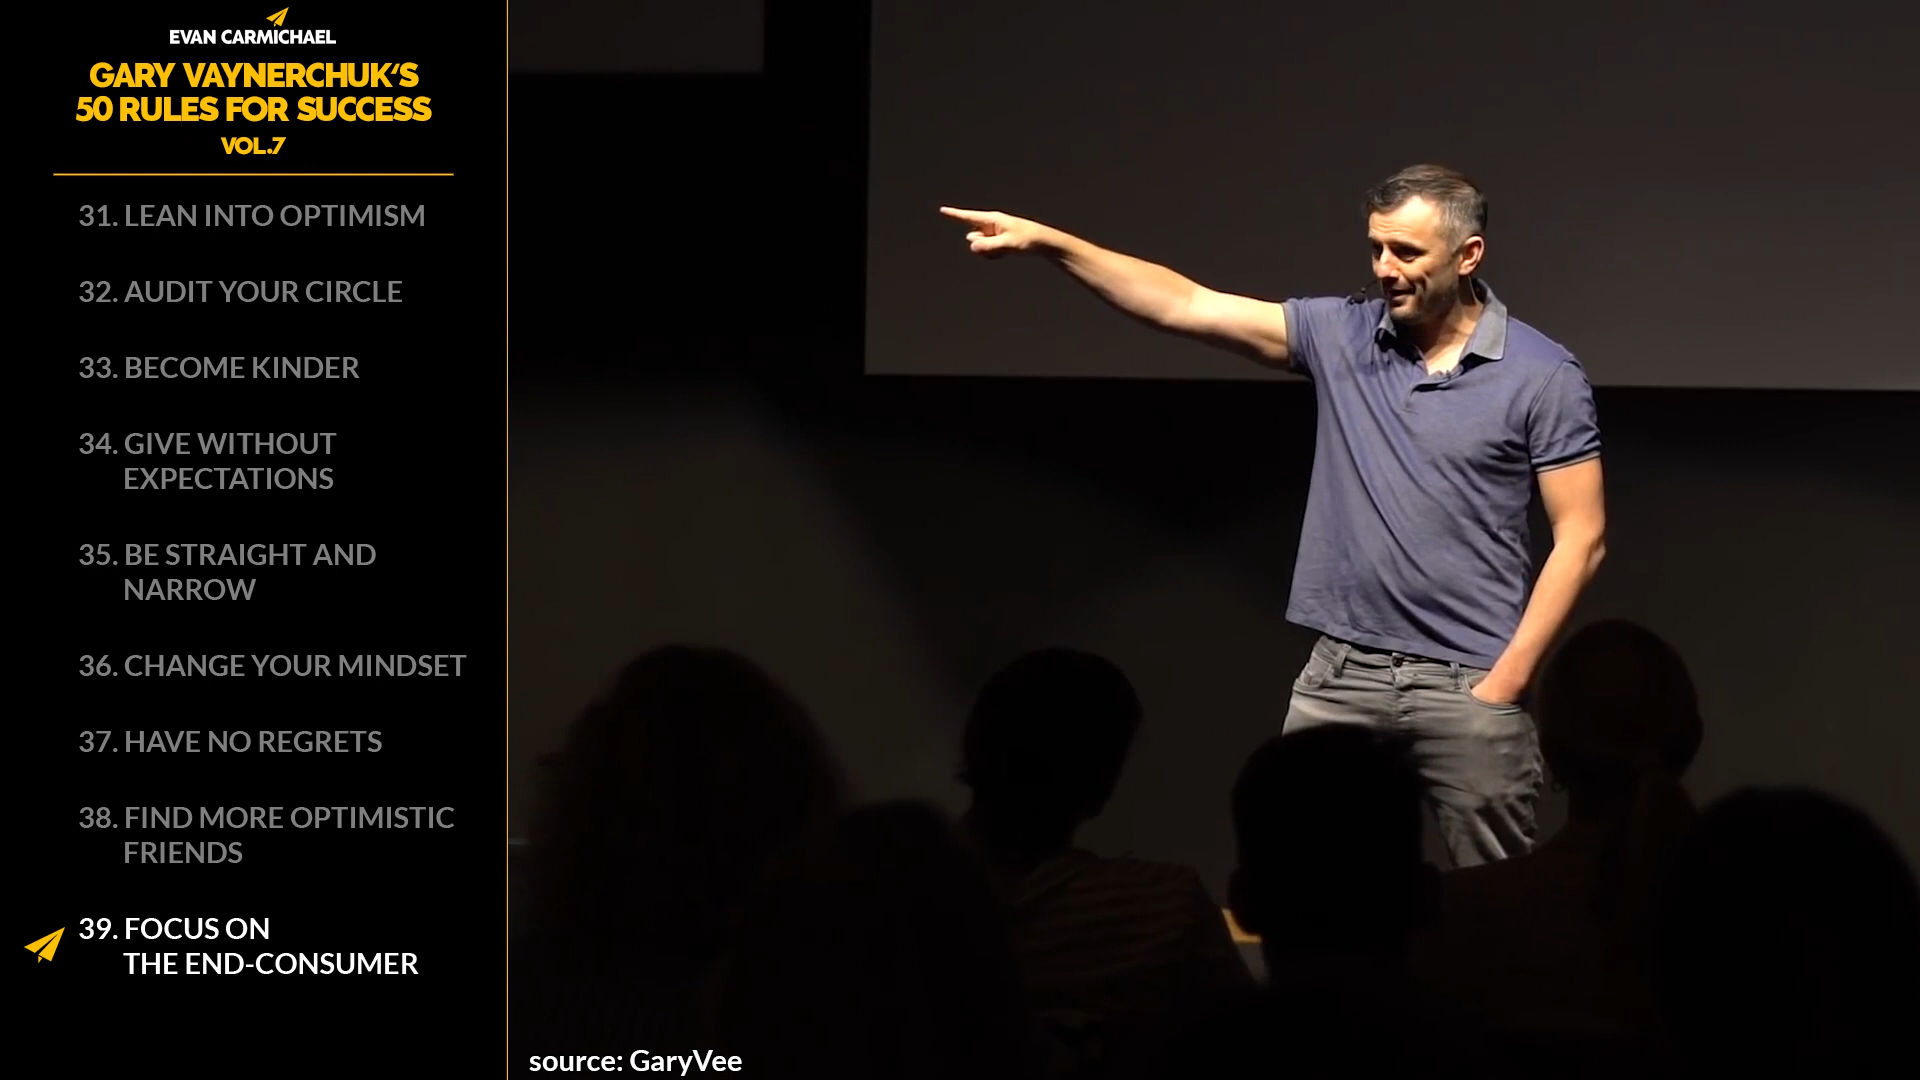 EVAN CARMICHAEL
GARY VAYNERCHUK'S
50 RULES FOR SUCCESS
VOL.7
31. LEAN INTO OPTIMISM
32. AUDIT YOUR CIRCLE
33. BECOME KINDER
34. GIVE WITHOUT
EXPECTATIONS
35. BE STRAIGHT AND
NARROW
36. CHANGE YOUR MINDSET
37. HAVE NO REGRETS
38. FIND MORE OPTIMISTIC
FRIENDS
39. FOCUS ON
THE END-CONSUMER
source: GaryVee